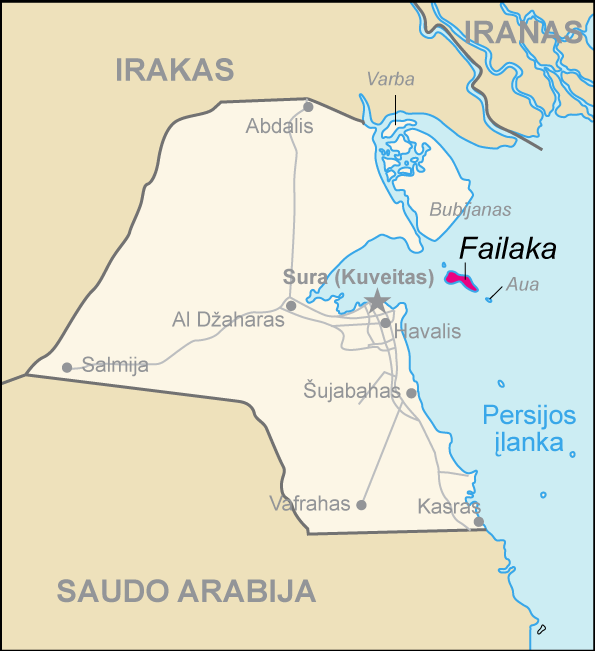 IRANAS
IRAKAS
Varba
Abdalis
Bubijanas
Failaka
Sura (Kuveitas)
Aua
Al Džaharas
Havalis
Salmija
Šujabahas
Persijos
įlanka
Vafrahas
Kasras
SAUDO ARABIJA